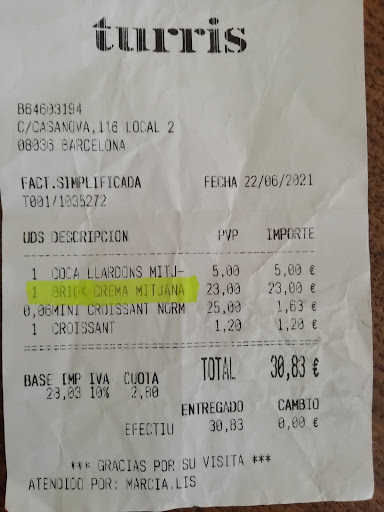 turris
B64603194
C/CASANOVA,116 LOCAL 2
08036 BARCELONA
FACT.SIMPLIFICADA FECHA 22/06/2021
T001/1035272
UDS DESCRIPCION PVP IMPORTE
1 COCA LLARDONS MITJ- 5,00 5,00 €
1 BRICK CREMA MITJANA 23,00 23,00 €
0,06MINI CROISSANT NORM 25,00 1,63 €
1 CROISSANT 1,20 1,20 €
TOTAL 30,83 €
BASE IMP IVA CUOTA
28,03 10% 2,80
ENTREGADO CAMBIO
EFECTIU 30,83 0,00 €
*** GRACIAS POR SU VISITA ***
ATENDIDO POR: MARCIA.LIS